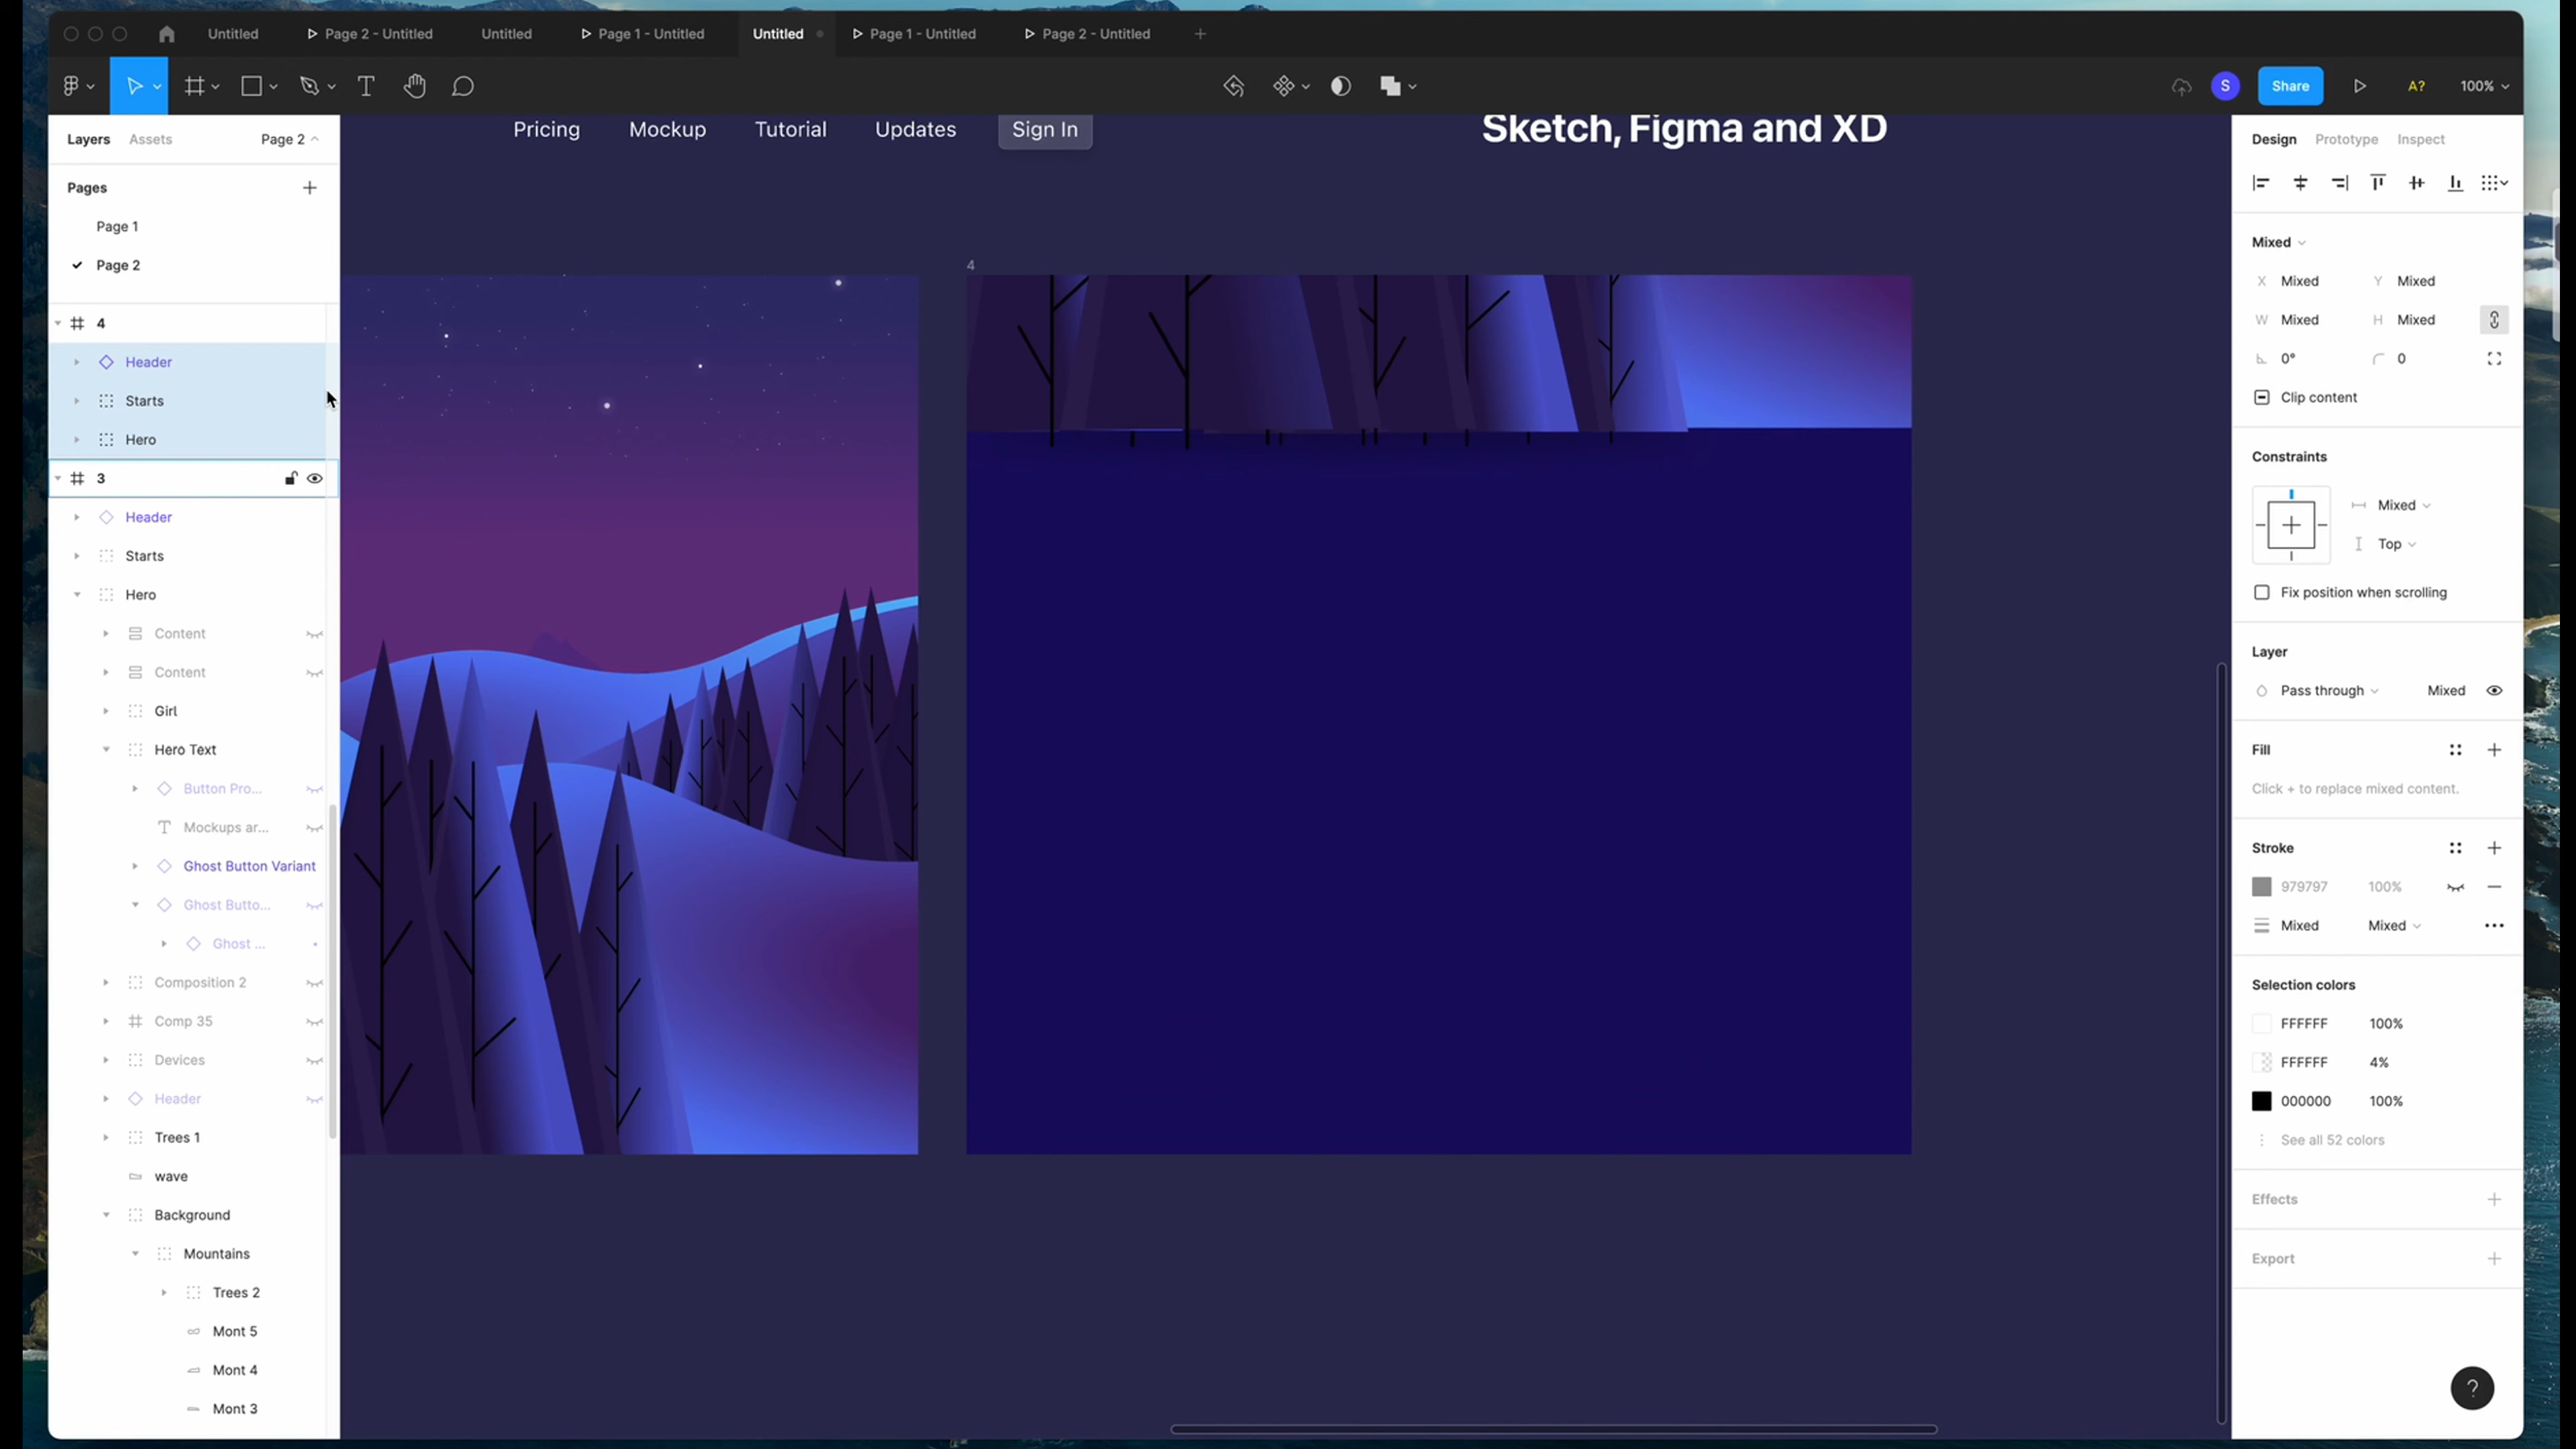 Untitled
Page 2 - Untitled
Untitled
Page 1 - Untitled
Untitled
Page 1 - Untitled
Page 2 - Untitled
S
Share
A?
100%
Layers
Assets
Page 2
Pages
Page 1
Page 2
4
Header
Starts
Hero
3
Header
Starts
Hero
Content
Content
Girl
Hero Text
Button Pro...
Mockups ar...
Ghost Button Variant
Ghost Butto...
Ghost ...
Composition 2
Comp 35
Devices
Header
Trees 1
wave
Background
Mountains
Trees 2
Mont 5
Mont 4
Mont 3
Pricing
Mockup
Tutorial
Updates
Sign In
Sketch, Figma and XD
4
Design
Prototype
Inspect
Mixed
X Mixed
Y Mixed
W Mixed
H Mixed
0°
0
Clip content
Constraints
Mixed
Top
Fix position when scrolling
Layer
Pass through
Mixed
Fill
Click + to replace mixed content.
Stroke
979797
100%
Mixed
Mixed
Selection colors
FFFFFF
100%
FFFFFF
4%
000000
100%
See all 52 colors
Effects
Export
?